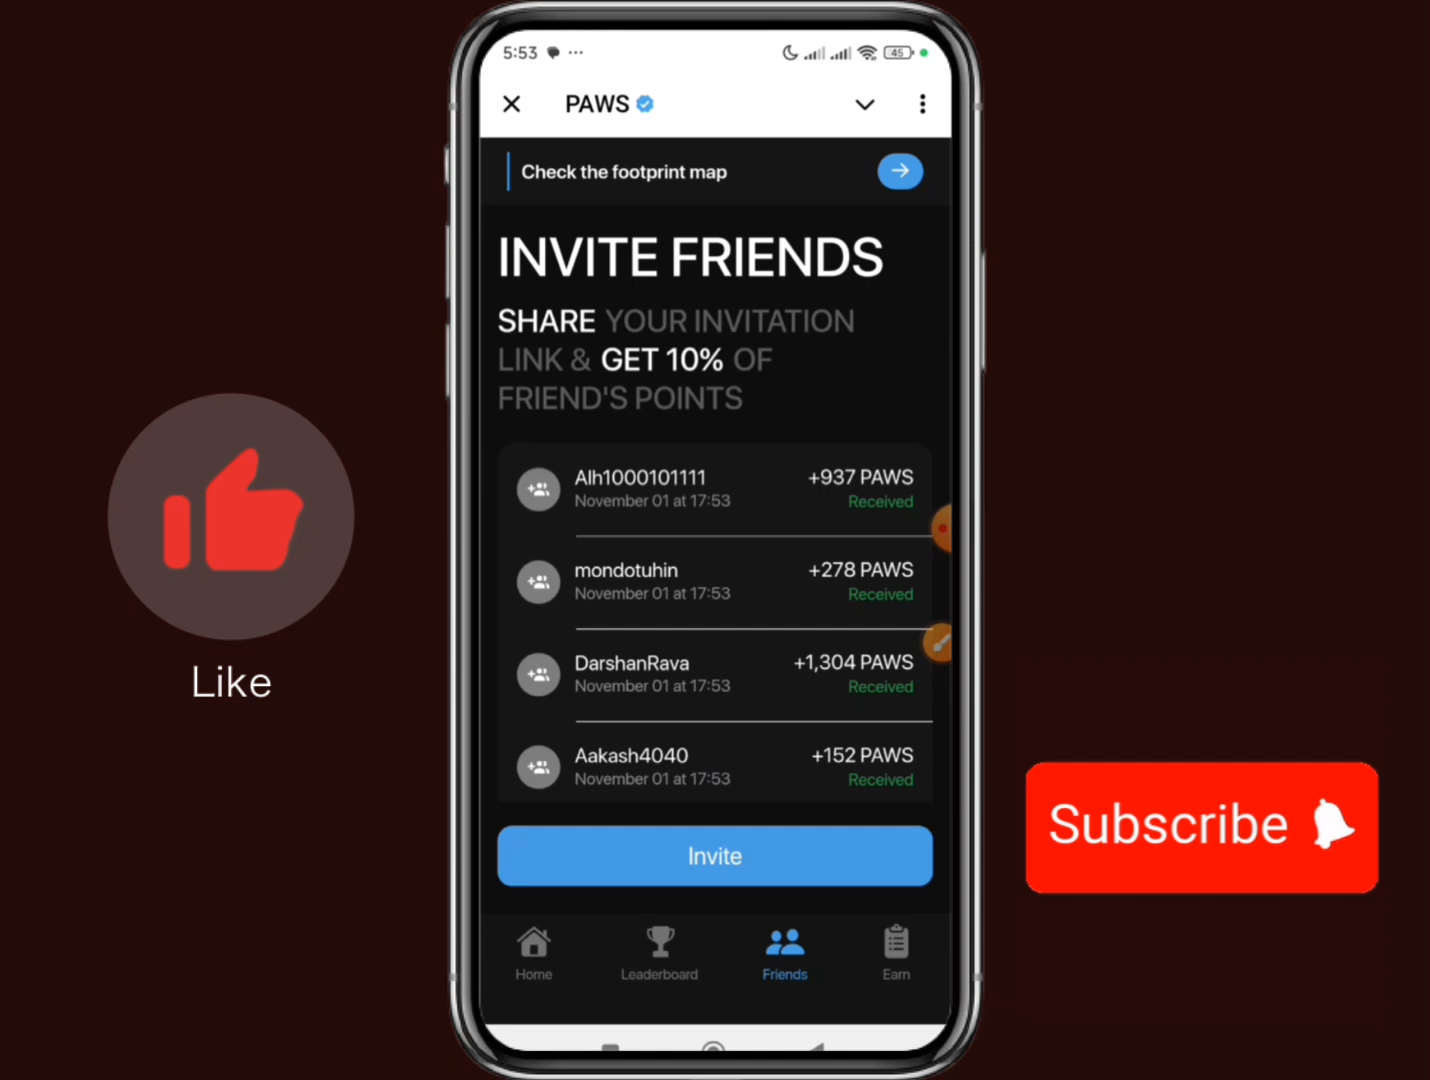 5:53
45
PAWS
Check the footprint map
INVITE FRIENDS
SHARE YOUR INVITATION
LINK & GET 10% OF
FRIEND'S POINTS
Alh1000101111 +937 PAWS
November 01 at 17:53 Received
mondotuhin +278 PAWS
November 01 at 17:53 Received
DarshanRava +1,304 PAWS
November 01 at 17:53 Received
Aakash4040 +152 PAWS
November 01 at 17:53 Received
Invite
Home Leaderboard Friends Earn
Like
Subscribe